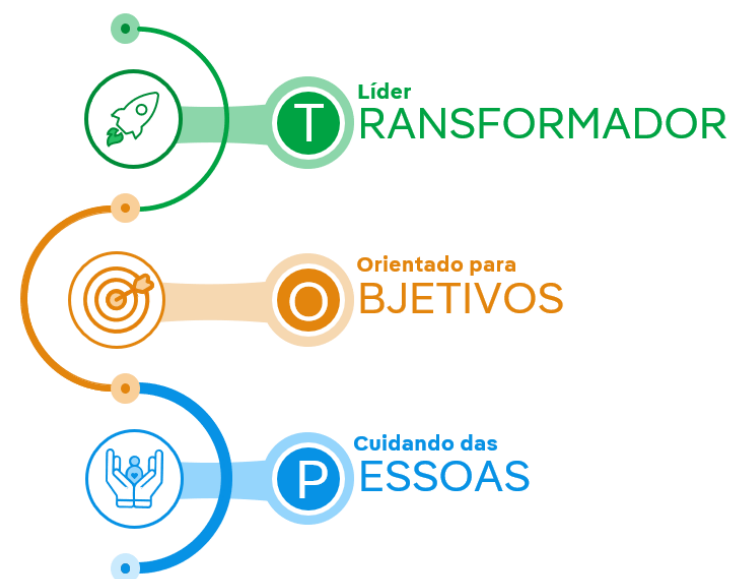 Líder
TRANSFORMADOR
Orientado para
OBJETIVOS
Cuidando das
PESSOAS